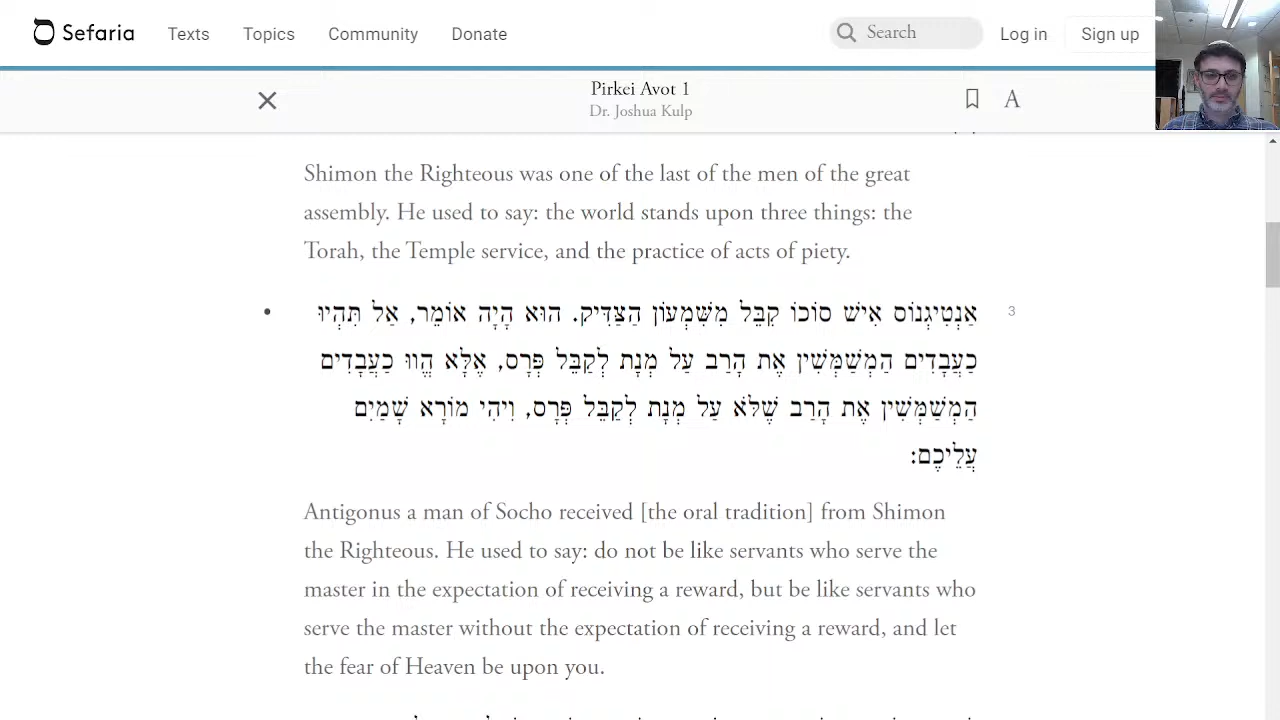 Sefaria
Texts
Topics
Community
Donate
Search
Log in
Sign up
Pirkei Avot 1
Dr. Joshua Kulp
A
Shimon the Righteous was one of the last of the men of the great
assembly. He used to say: the world stands upon three things: the
Torah, the Temple service, and the practice of acts of piety.
3
אַנְטִיגְנוֹס אִישׁ סוֹכוֹ קִבֵּל מִשִּׁמְעוֹן הַצַּדִּיק. הוּא הָיָה אוֹמֵר, אַל תִּהְיוּ
כַעֲבָדִים הַמְשַׁמְּשִׁין אֶת הָרַב עַל מְנָת לְקַבֵּל פְּרָס, אֶלָּא הֱווּ כַעֲבָדִים
הַמְשַׁמְּשִׁין אֶת הָרַב שֶׁלֹּא עַל מְנָת לְקַבֵּל פְּרָס, וִיהִי מוֹרָא שָׁמַיִם
עֲלֵיכֶם:
Antigonus a man of Socho received [the oral tradition] from Shimon
the Righteous. He used to say: do not be like servants who serve the
master in the expectation of receiving a reward, but be like servants who
serve the master without the expectation of receiving a reward, and let
the fear of Heaven be upon you.